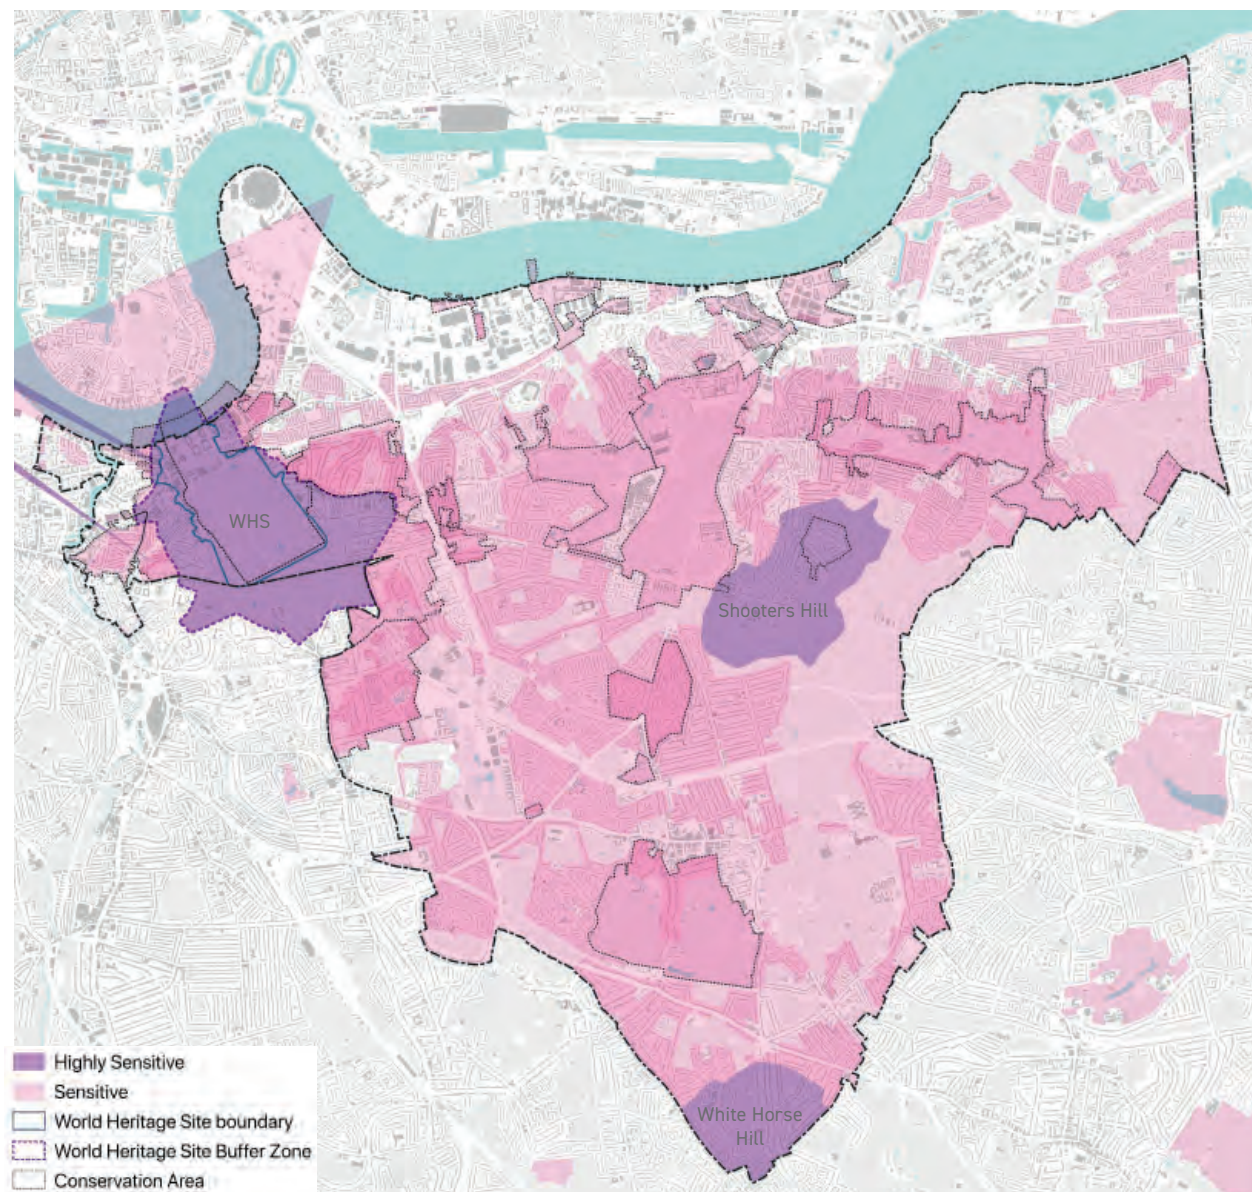 WHS
Shooters Hill
White Horse
Hill
Highly Sensitive
Sensitive
World Heritage Site boundary
World Heritage Site Buffer Zone
Conservation Area